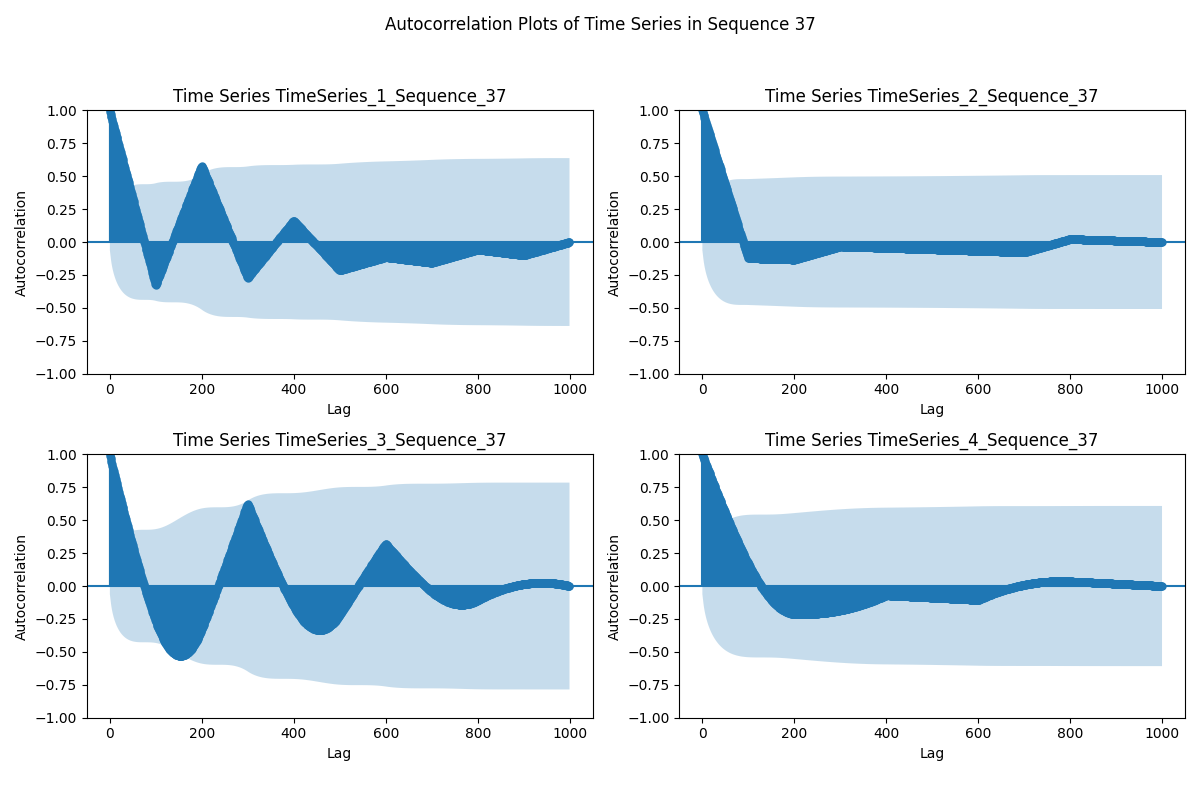 Autocorrelation Plots of Time Series in Sequence 37
Time Series TimeSeries_1_Sequence_37
1.00
0.75
0.50
0.25
0.00
−0.25
−0.50
−0.75
−1.00
Autocorrelation
0 200 400 600 800 1000
Lag
Time Series TimeSeries_2_Sequence_37
1.00
0.75
0.50
0.25
0.00
−0.25
−0.50
−0.75
−1.00
Autocorrelation
0 200 400 600 800 1000
Lag
Time Series TimeSeries_3_Sequence_37
1.00
0.75
0.50
0.25
0.00
−0.25
−0.50
−0.75
−1.00
Autocorrelation
0 200 400 600 800 1000
Lag
Time Series TimeSeries_4_Sequence_37
1.00
0.75
0.50
0.25
0.00
−0.25
−0.50
−0.75
−1.00
Autocorrelation
0 200 400 600 800 1000
Lag